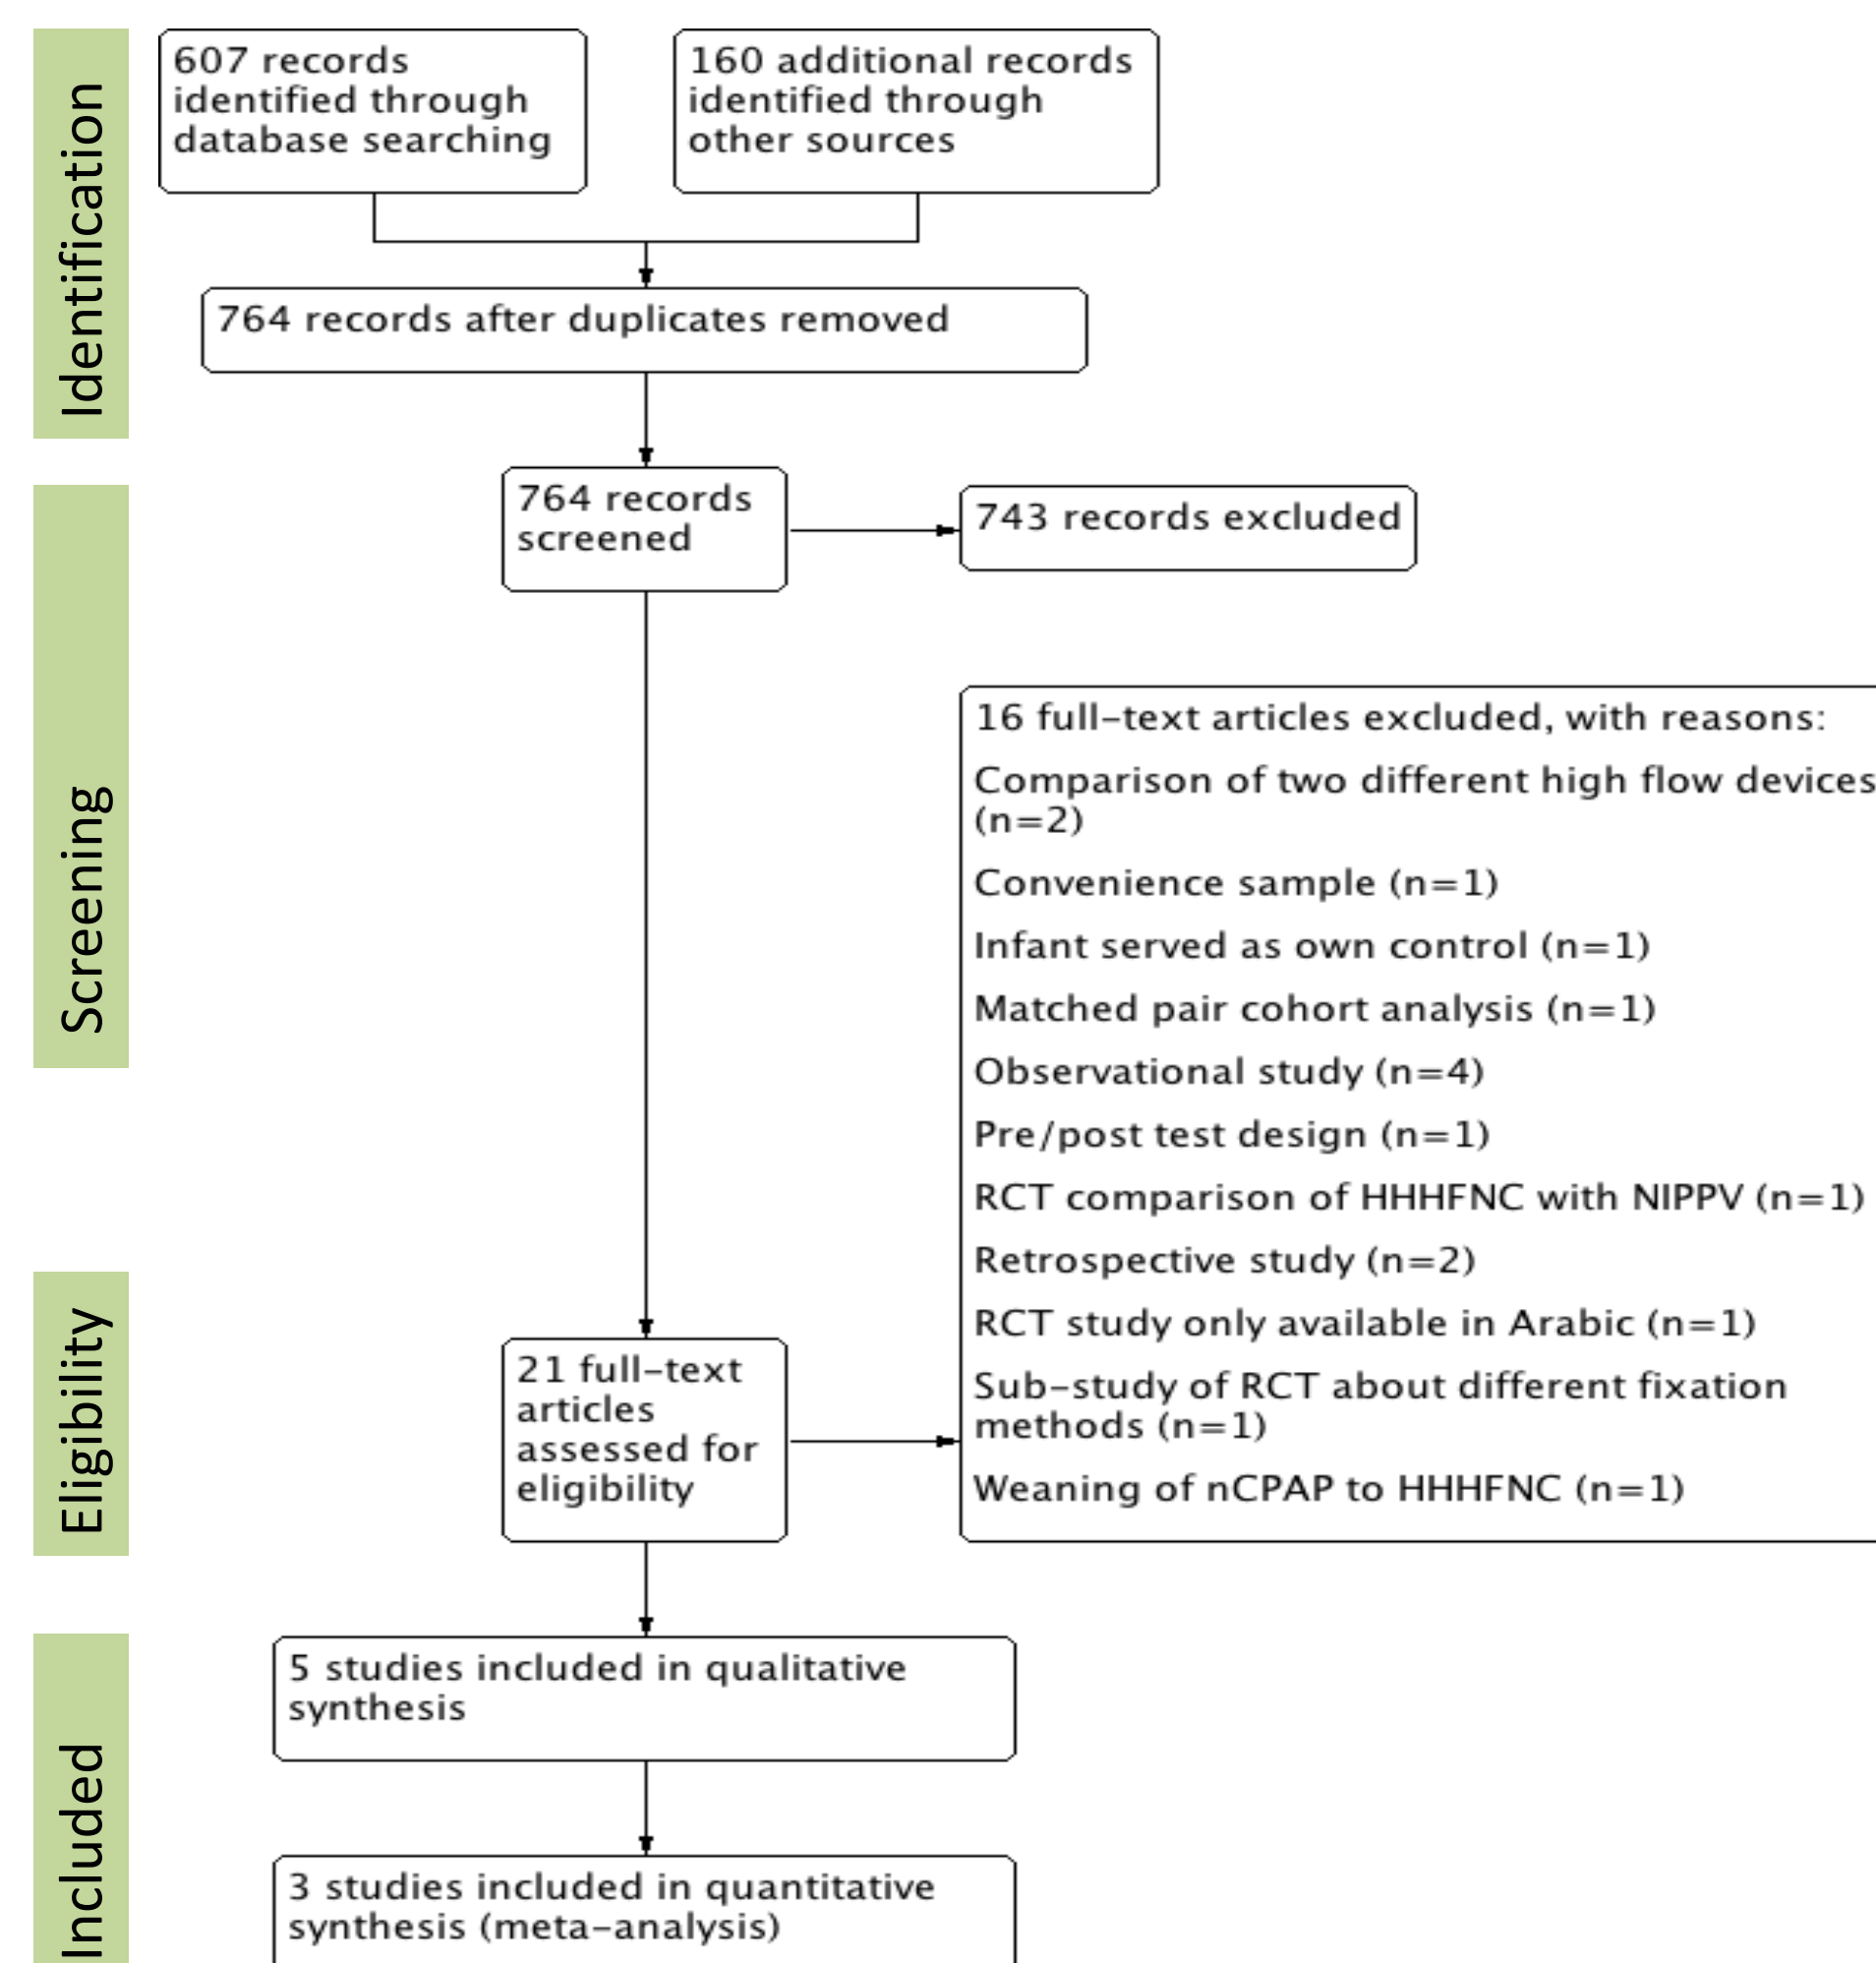 Identification
607 records
identified through
database searching
160 additional records
identified through
other sources
764 records after duplicates removed
Screening
764 records
screened
743 records excluded
16 full-text articles excluded, with reasons:
Comparison of two different high flow devices
(n=2)
Convenience sample (n=1)
Infant served as own control (n=1)
Matched pair cohort analysis (n=1)
Observational study (n=4)
Pre/post test design (n=1)
RCT comparison of HHHFNC with NIPPV (n=1)
Retrospective study (n=2)
RCT study only available in Arabic (n=1)
Sub-study of RCT about different fixation
methods (n=1)
Weaning of nCPAP to HHHFNC (n=1)
Eligibility
21 full-text
articles
assessed for
eligibility
Included
5 studies included in qualitative
synthesis
3 studies included in quantitative
synthesis (meta-analysis)